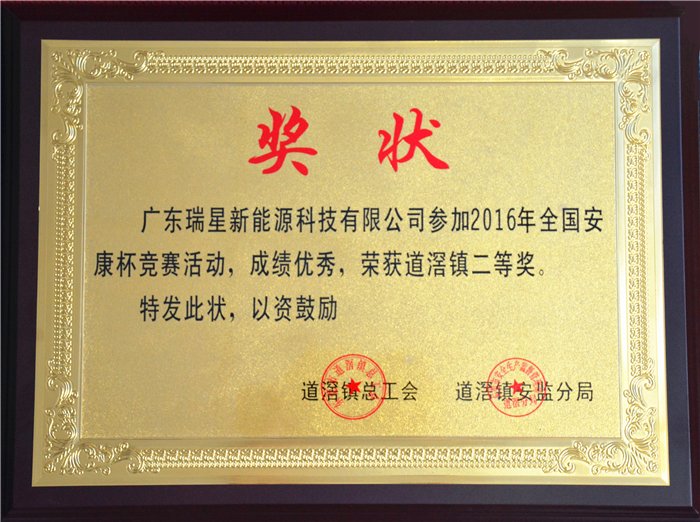 奖状
广东瑞星新能源科技有限公司参加2016年全国安
康杯竞赛活动，成绩优秀，荣获道滘镇二等奖。
特发此状，以资鼓励
道滘镇总工会 道滘镇安监分局